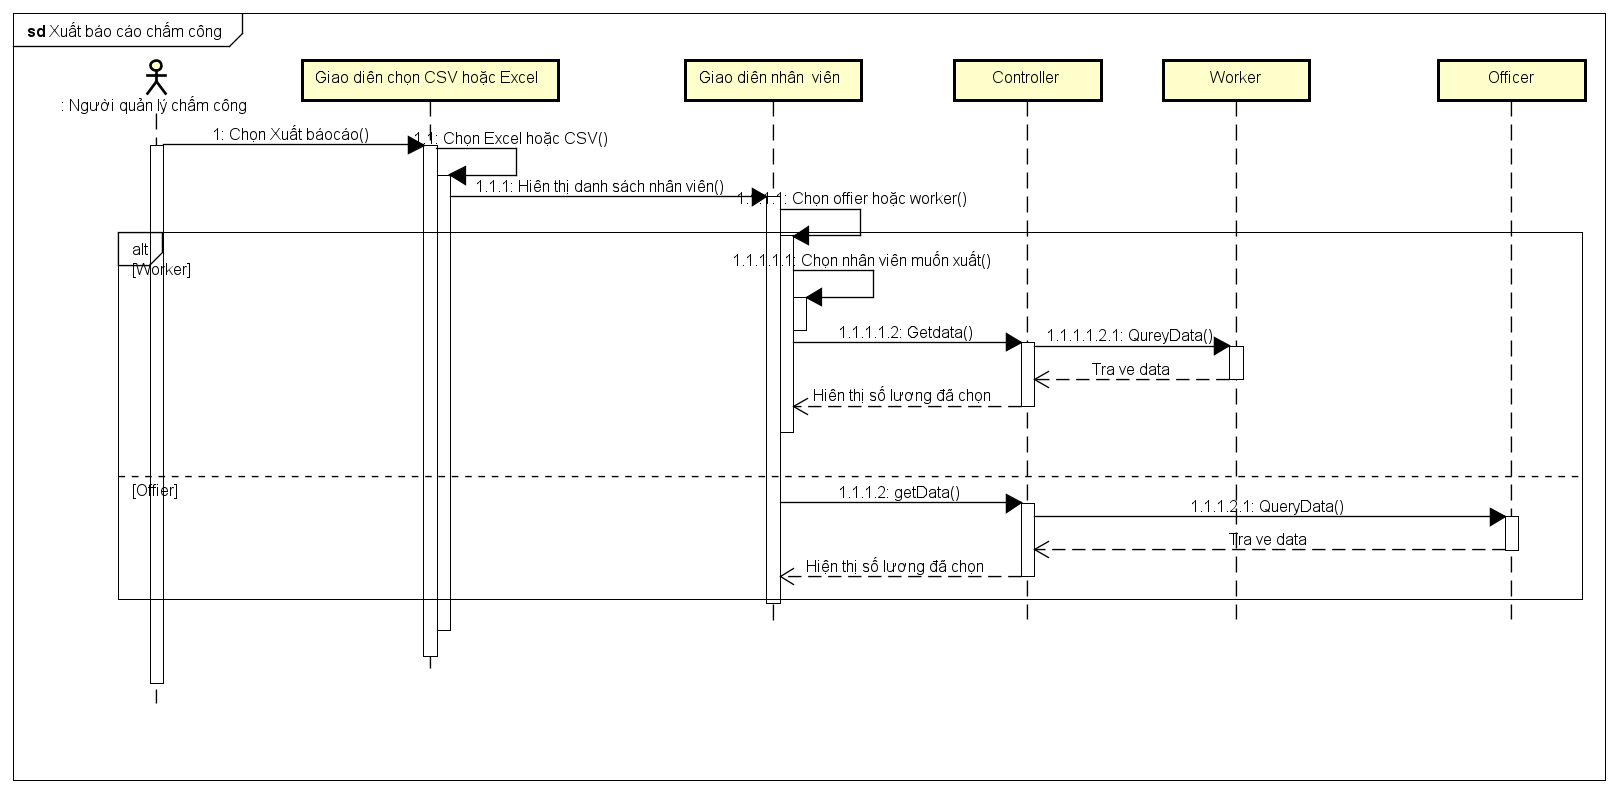 sd Xuất báo cáo chấm công
: Người quản lý chấm công
Giao diên chọn CSV hoặc Excel
Giao diên nhân viên
Controller
Worker
Officer
1: Chọn Xuất báocáo()
1.1: Chọn Excel hoặc CSV()
1.1.1: Hiên thị danh sách nhân viên()
1.1.1.1: Chọn offier hoặc worker()
alt
[Worker]
1.1.1.1.1: Chọn nhân viên muốn xuất()
1.1.1.1.2: Getdata()
1.1.1.1.2.1: QureyData()
Tra ve data
Hiên thị số lương đã chọn
[Offier]
1.1.1.2: getData()
1.1.1.2.1: QueryData()
Tra ve data
Hiện thị số lương đã chọn